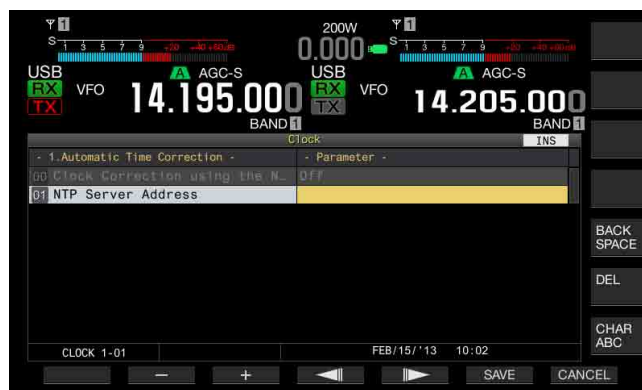 1 200W 1
S 1 3 5 7 9 +20 +40 +60dB 0.000 S 1 3 5 7 9 +20 +40 +60dB
USB A AGC-S USB A AGC-S
RX VFO 14.195.000 RX VFO 14.205.000
TX TX
BAND 1 BAND 1
Clock INS
- 1.Automatic Time Correction - - Parameter -
00 Clock Correction using the N… Off
01 NTP Server Address
BACK
SPACE
DEL
CHAR
ABC
CLOCK 1-01 FEB/15/'13 10:02
− + SAVE CANCEL